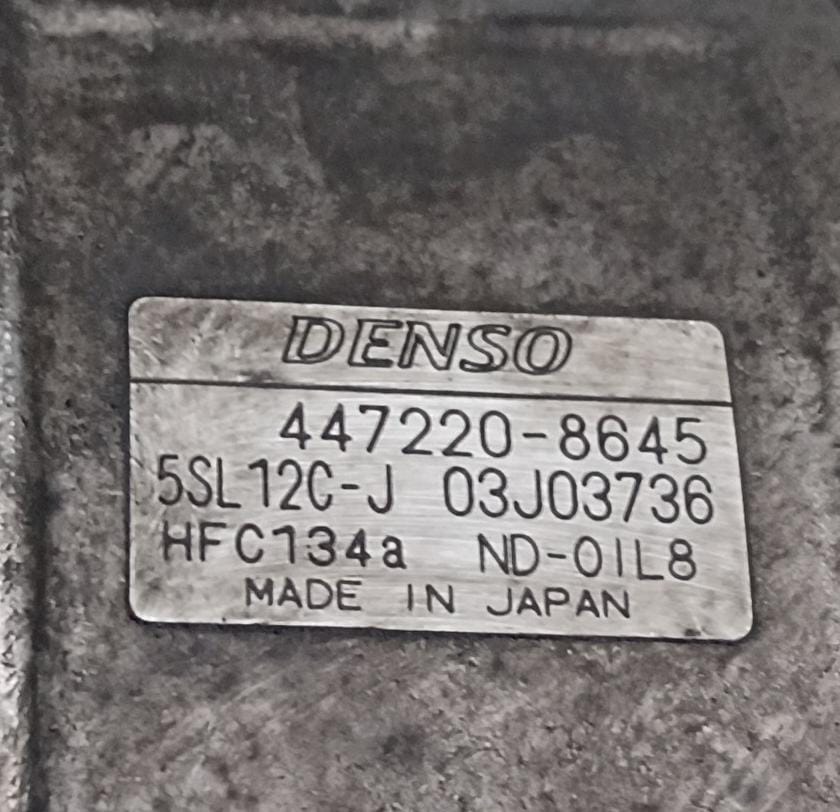 DENSO
447220-8645
5SL12C-J 03J03736
HFC134a ND-OIL8
MADE IN JAPAN